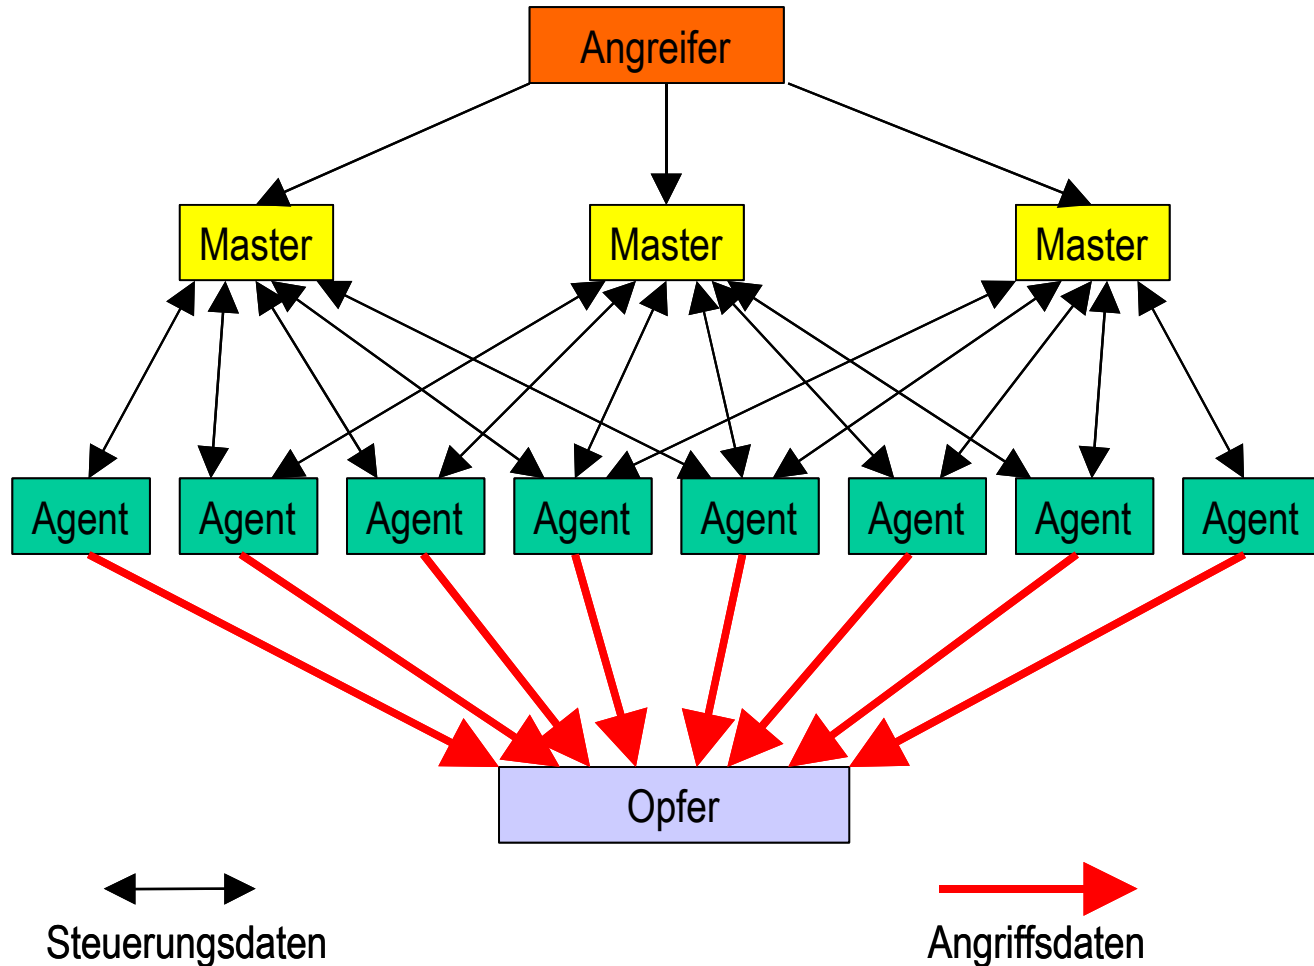 Angreifer
Master Master Master
Agent Agent Agent Agent Agent Agent Agent Agent
Opfer
Steuerungsdaten Angriffsdaten